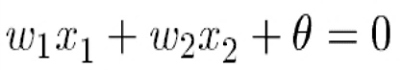 w₁x₁ + w₂x₂ + θ = 0